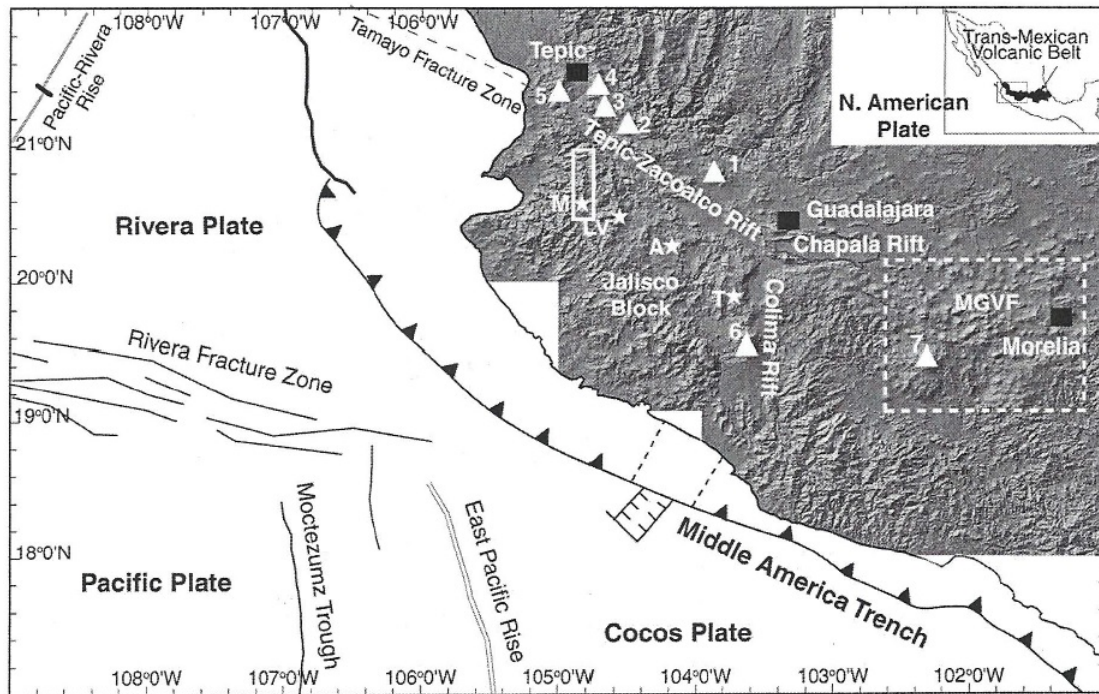 108°0'W
107°0'W
106°0'W
Tamayo Fracture Zone
Pacific-Rivera
Rise
Tepic
4
5
3
2
Trans-Mexican
Volcanic Belt
N. American
Plate
21°0'N
Tepic-Zacoalco Rift
1
M
LV
A
Guadalajara
Chapala Rift
Rivera Plate
20°0'N
Jalisco
Block
T
Colima Rift
6
MGVF
7
Morelia
Rivera Fracture Zone
19°0'N
Moctezumz Trough
East Pacific Rise
18°0'N
Middle America Trench
Pacific Plate
Cocos Plate
108°0'W
107°0'W
106°0'W
105°0'W
104°0'W
103°0'W
102°0'W